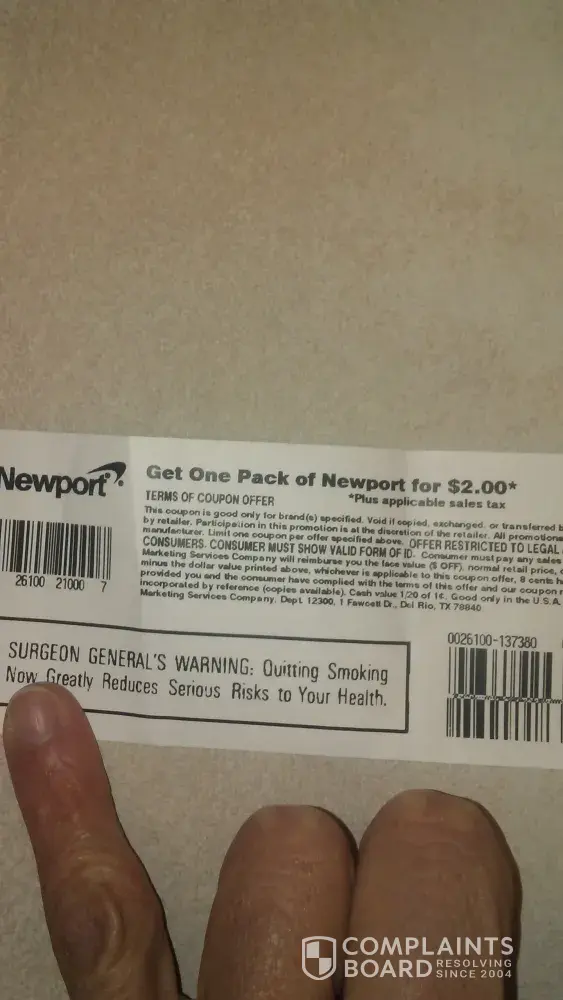 Newport
Get One Pack of Newport for $2.00*
TERMS OF COUPON OFFER
*Plus applicable sales tax
This coupon is good only for brand(s) specified. Void if copied, exchanged, or transferred
by retailer. Participation in this promotion is at the discretion of the retailer. All promotiona
manufacturer. Limit one coupon per offer specified above. OFFER RESTRICTED TO LEGAL
CONSUMERS. CONSUMER MUST SHOW VALID FORM OF ID. Consumer must pay any sales
Marketing Services Company will reimburse you the face value ($ OFF), normal retail price,
minus the dollar value printed above, whichever is applicable to this coupon offer, 8 cents
provided you and the consumer have complied with the terms of this offer and our coupon
incorporated by reference (copies available). Cash value 1/20 of 1¢. Good only in the U.S.A.
Marketing Services Company, Dept. 12300, 1 Fawcett Dr., Del Rio, TX 78840
26100 21000 7
0026100-137380
SURGEON GENERAL'S WARNING: Quitting Smoking
Now Greatly Reduces Serious Risks to Your Health.
COMPLAINTS
BOARD RESOLVING
SINCE 2004